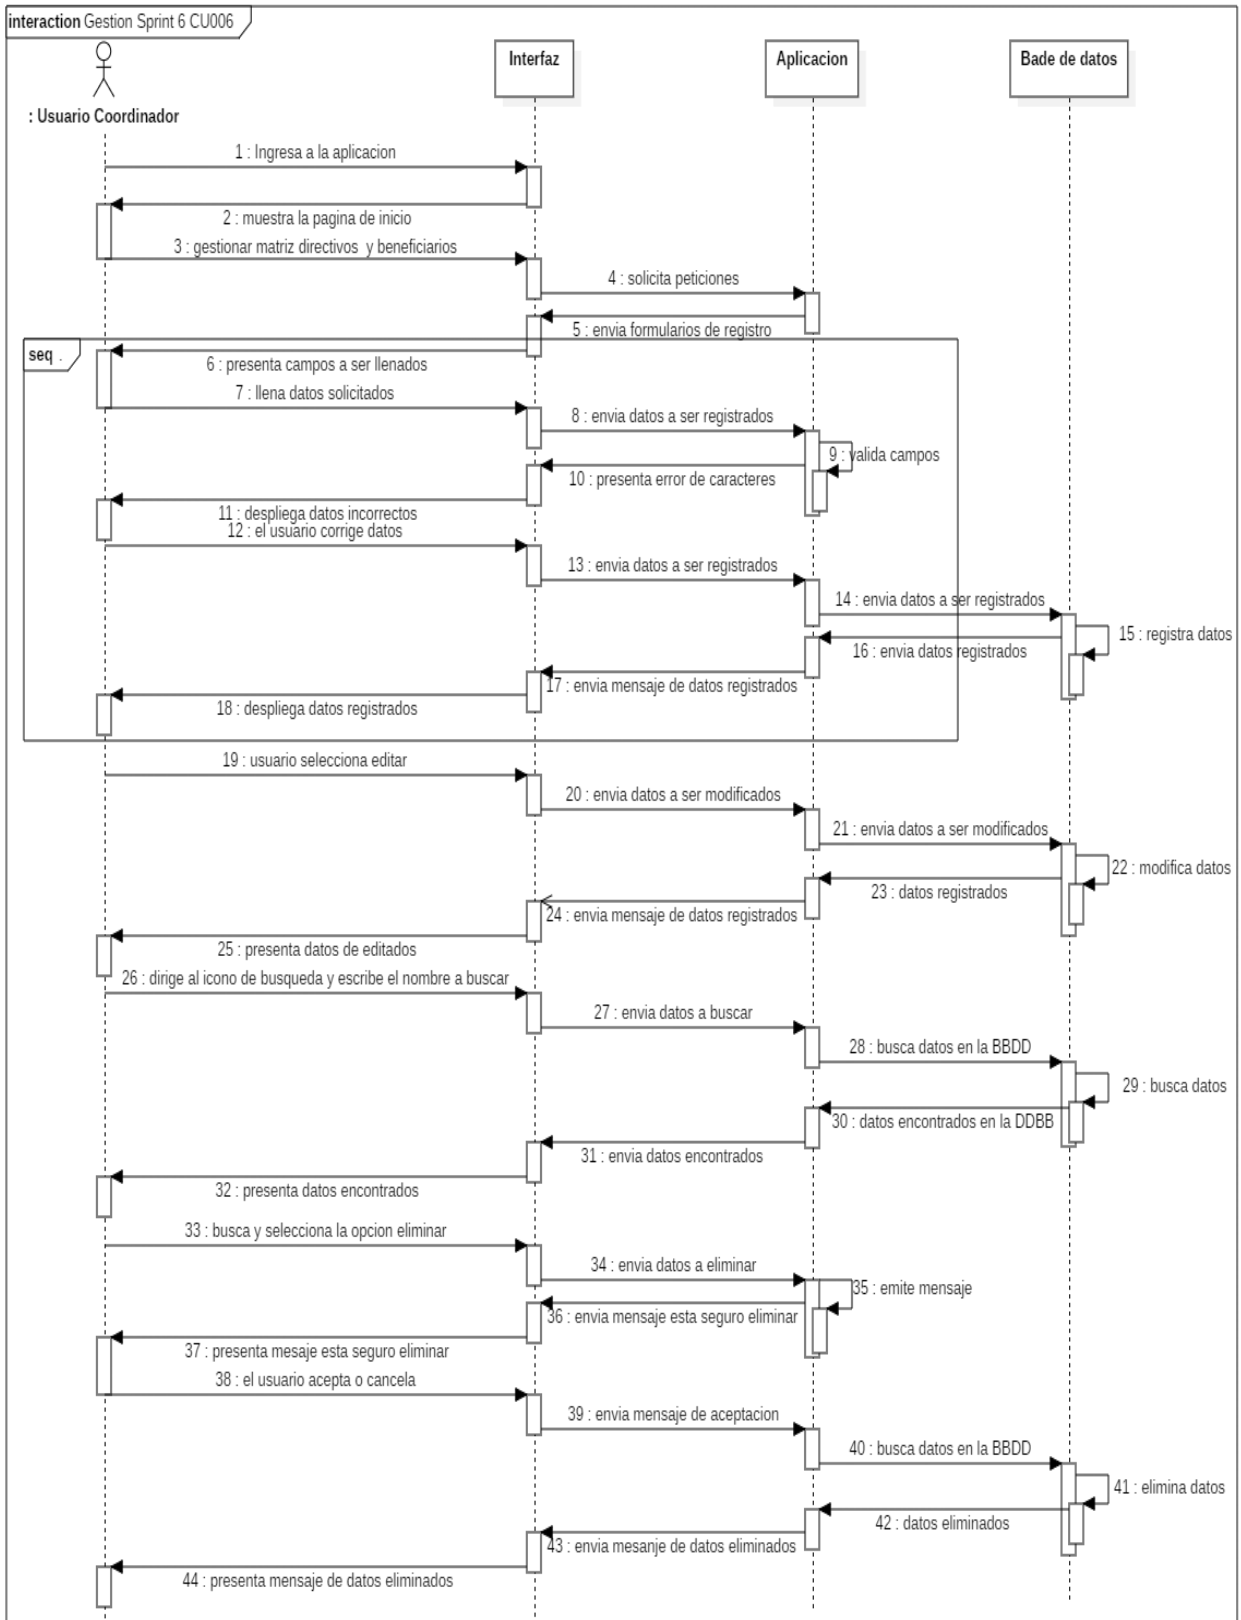 interaction Gestion Sprint 6 CU006
: Usuario Coordinador
Interfaz
Aplicacion
Bade de datos
1 : Ingresa a la aplicacion
2 : muestra la pagina de inicio
3 : gestionar matriz directivos y beneficiarios
4 : solicita peticiones
5 : envia formularios de registro
seq .
6 : presenta campos a ser llenados
7 : llena datos solicitados
8 : envia datos a ser registrados
9 : valida campos
10 : presenta error de caracteres
11 : despliega datos incorrectos
12 : el usuario corrige datos
13 : envia datos a ser registrados
14 : envia datos a ser registrados
15 : registra datos
16 : envia datos registrados
17 : envia mensaje de datos registrados
18 : despliega datos registrados
19 : usuario selecciona editar
20 : envia datos a ser modificados
21 : envia datos a ser modificados
22 : modifica datos
23 : datos registrados
24 : envia mensaje de datos registrados
25 : presenta datos de editados
26 : dirige al icono de busqueda y escribe el nombre a buscar
27 : envia datos a buscar
28 : busca datos en la BBDD
29 : busca datos
30 : datos encontrados en la DDBB
31 : envia datos encontrados
32 : presenta datos encontrados
33 : busca y selecciona la opcion eliminar
34 : envia datos a eliminar
35 : emite mensaje
36 : envia mensaje esta seguro eliminar
37 : presenta mesaje esta seguro eliminar
38 : el usuario acepta o cancela
39 : envia mensaje de aceptacion
40 : busca datos en la BBDD
41 : elimina datos
42 : datos eliminados
43 : envia mesanje de datos eliminados
44 : presenta mensaje de datos eliminados